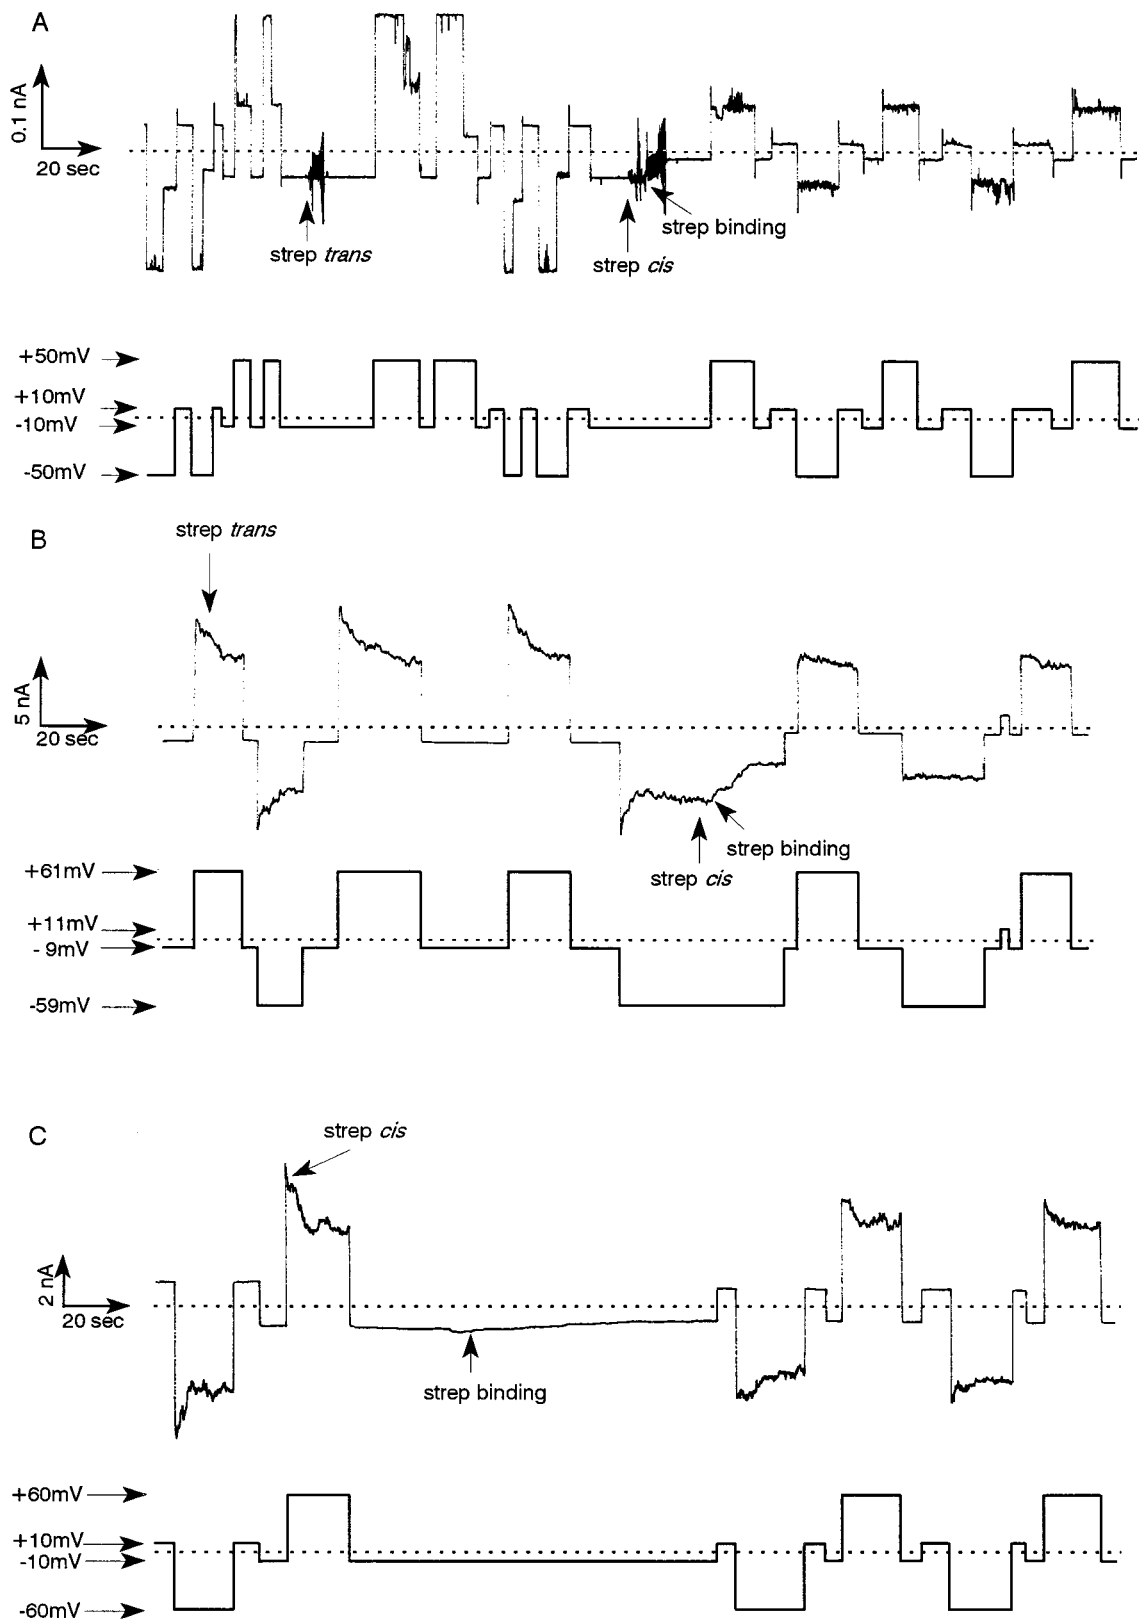 A
0.1 nA
20 sec
strep trans
strep binding
strep cis
+50mV
+10mV
-10mV
-50mV
strep trans
B
5 nA
20 sec
strep binding
strep cis
+61mV
+11mV
- 9mV
-59mV
C
strep cis
2 nA
20 sec
strep binding
+60mV
+10mV
-10mV
-60mV